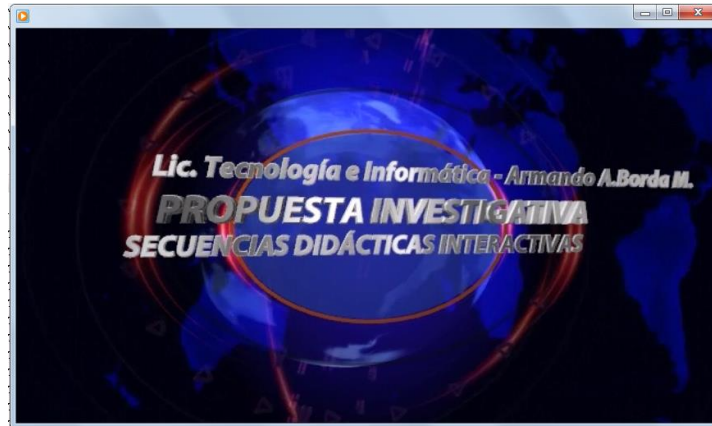 Lic. Tecnología e Informática - Armando A.Borda M.
PROPUESTA INVESTIGATIVA
SECUENCIAS DIDÁCTICAS INTERACTIVAS